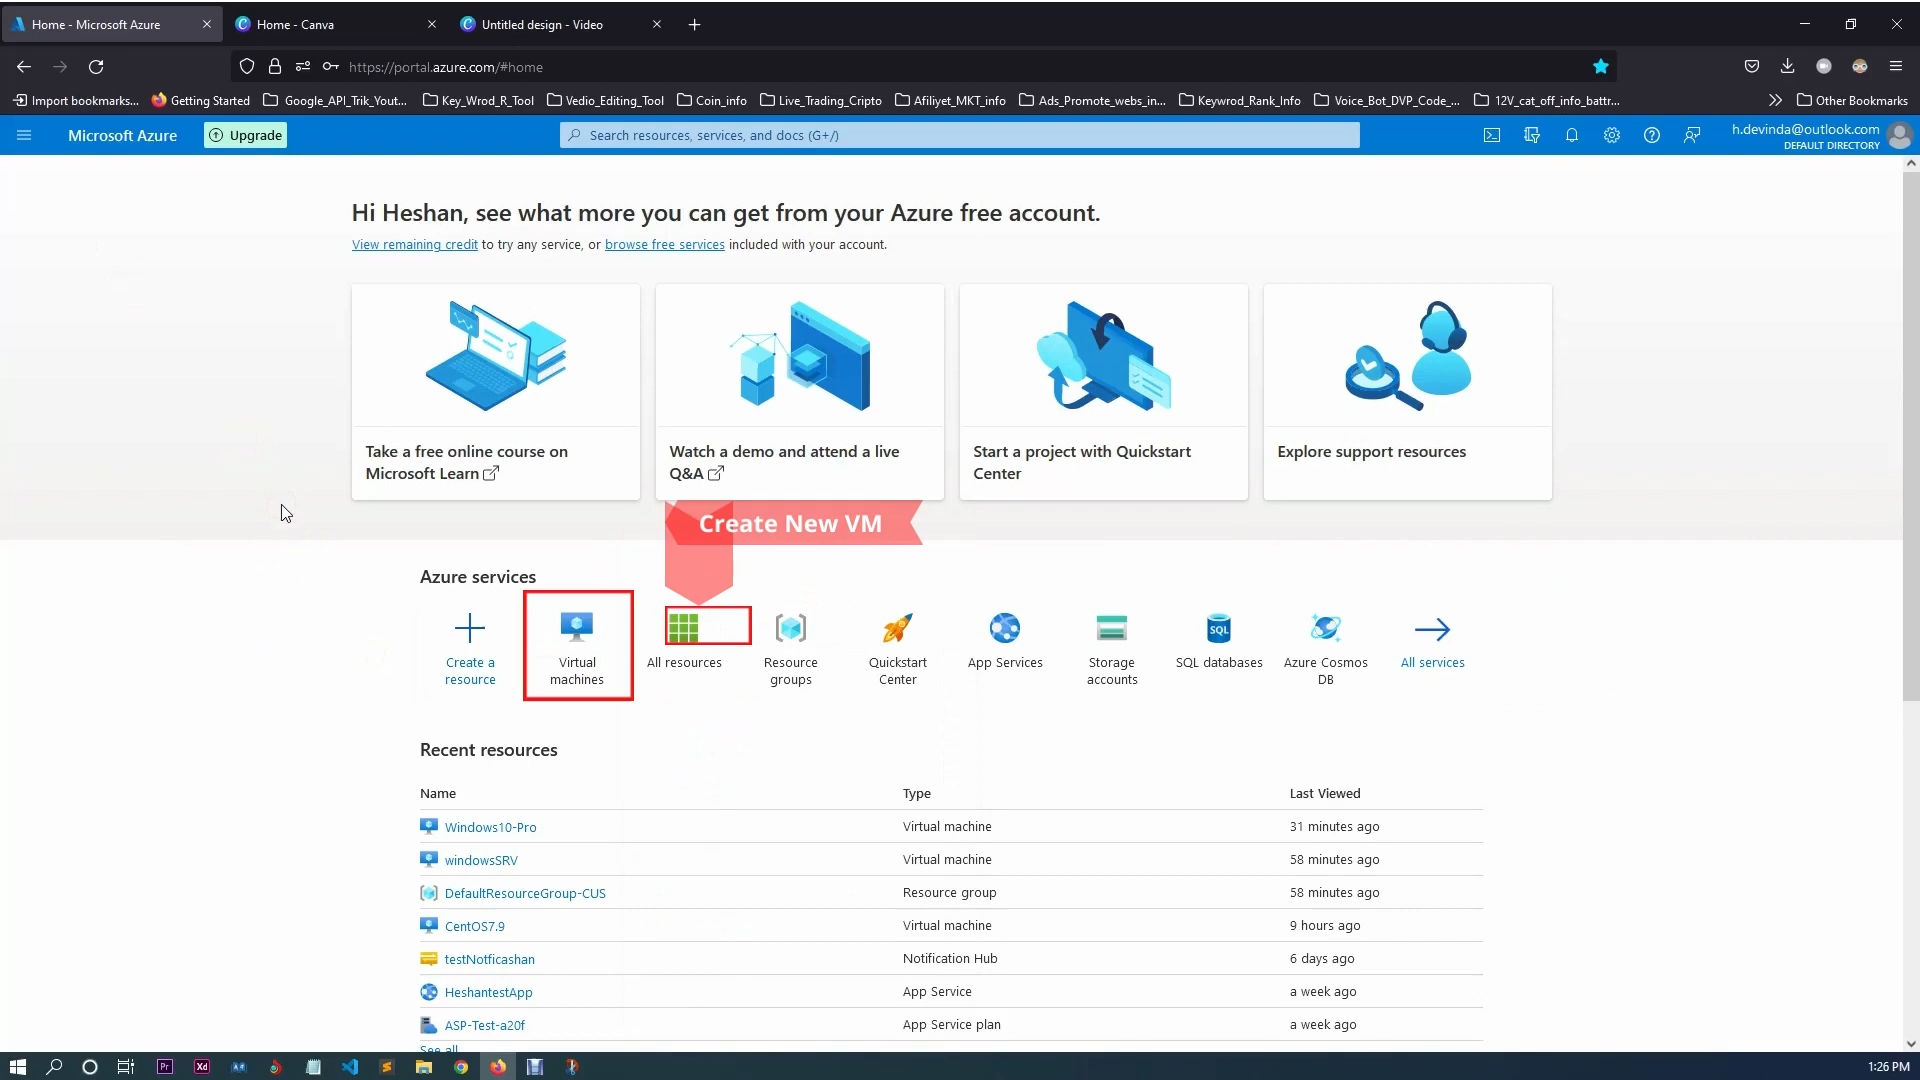 Home - Microsoft Azure
Home - Canva
Untitled design - Video
https://portal.azure.com/#home
Import bookmarks...
Getting Started
Google_API_Trik_Yout...
Key_Wrod_R_Tool
Vedio_Editing_Tool
Coin_info
Live_Trading_Cripto
Afiliyet_MKT_info
Ads_Promote_webs_in...
Keywrod_Rank_Info
Voice_Bot_DVP_Code_...
12V_cat_off_info_battr...
Other Bookmarks
Microsoft Azure
Upgrade
Search resources, services, and docs (G+/)
h.devinda@outlook.com
DEFAULT DIRECTORY
Hi Heshan, see what more you can get from your Azure free account.
View remaining credit to try any service, or browse free services included with your account.
Take a free online course on
Microsoft Learn
Watch a demo and attend a live
Q&A
Start a project with Quickstart
Center
Explore support resources
Create New VM
Azure services
Create a
resource
Virtual
machines
All resources
Resource
groups
Quickstart
Center
App Services
Storage
accounts
SQL
SQL databases
Azure Cosmos
DB
All services
Recent resources
Name Type Last Viewed
Windows10-Pro Virtual machine 31 minutes ago
windowsSRV Virtual machine 58 minutes ago
DefaultResourceGroup-CUS Resource group 58 minutes ago
CentOS7.9 Virtual machine 9 hours ago
testNotficashan Notification Hub 6 days ago
HeshantestApp App Service a week ago
ASP-Test-a20f App Service plan a week ago
See all
Pr
Xd
1:26 PM